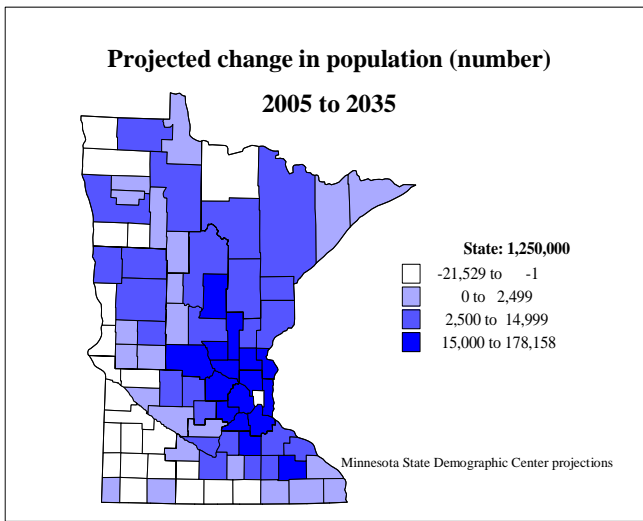 Projected change in population (number)
2005 to 2035
State: 1,250,000
-21,529 to -1
0 to 2,499
2,500 to 14,999
15,000 to 178,158
Minnesota State Demographic Center projections